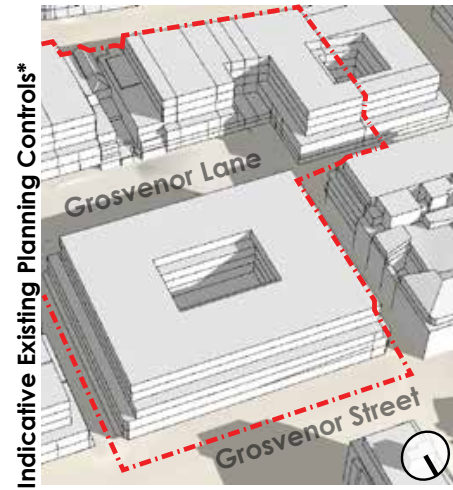 Indicative Existing Planning Controls*
Grosvenor Lane
Grosvenor Street